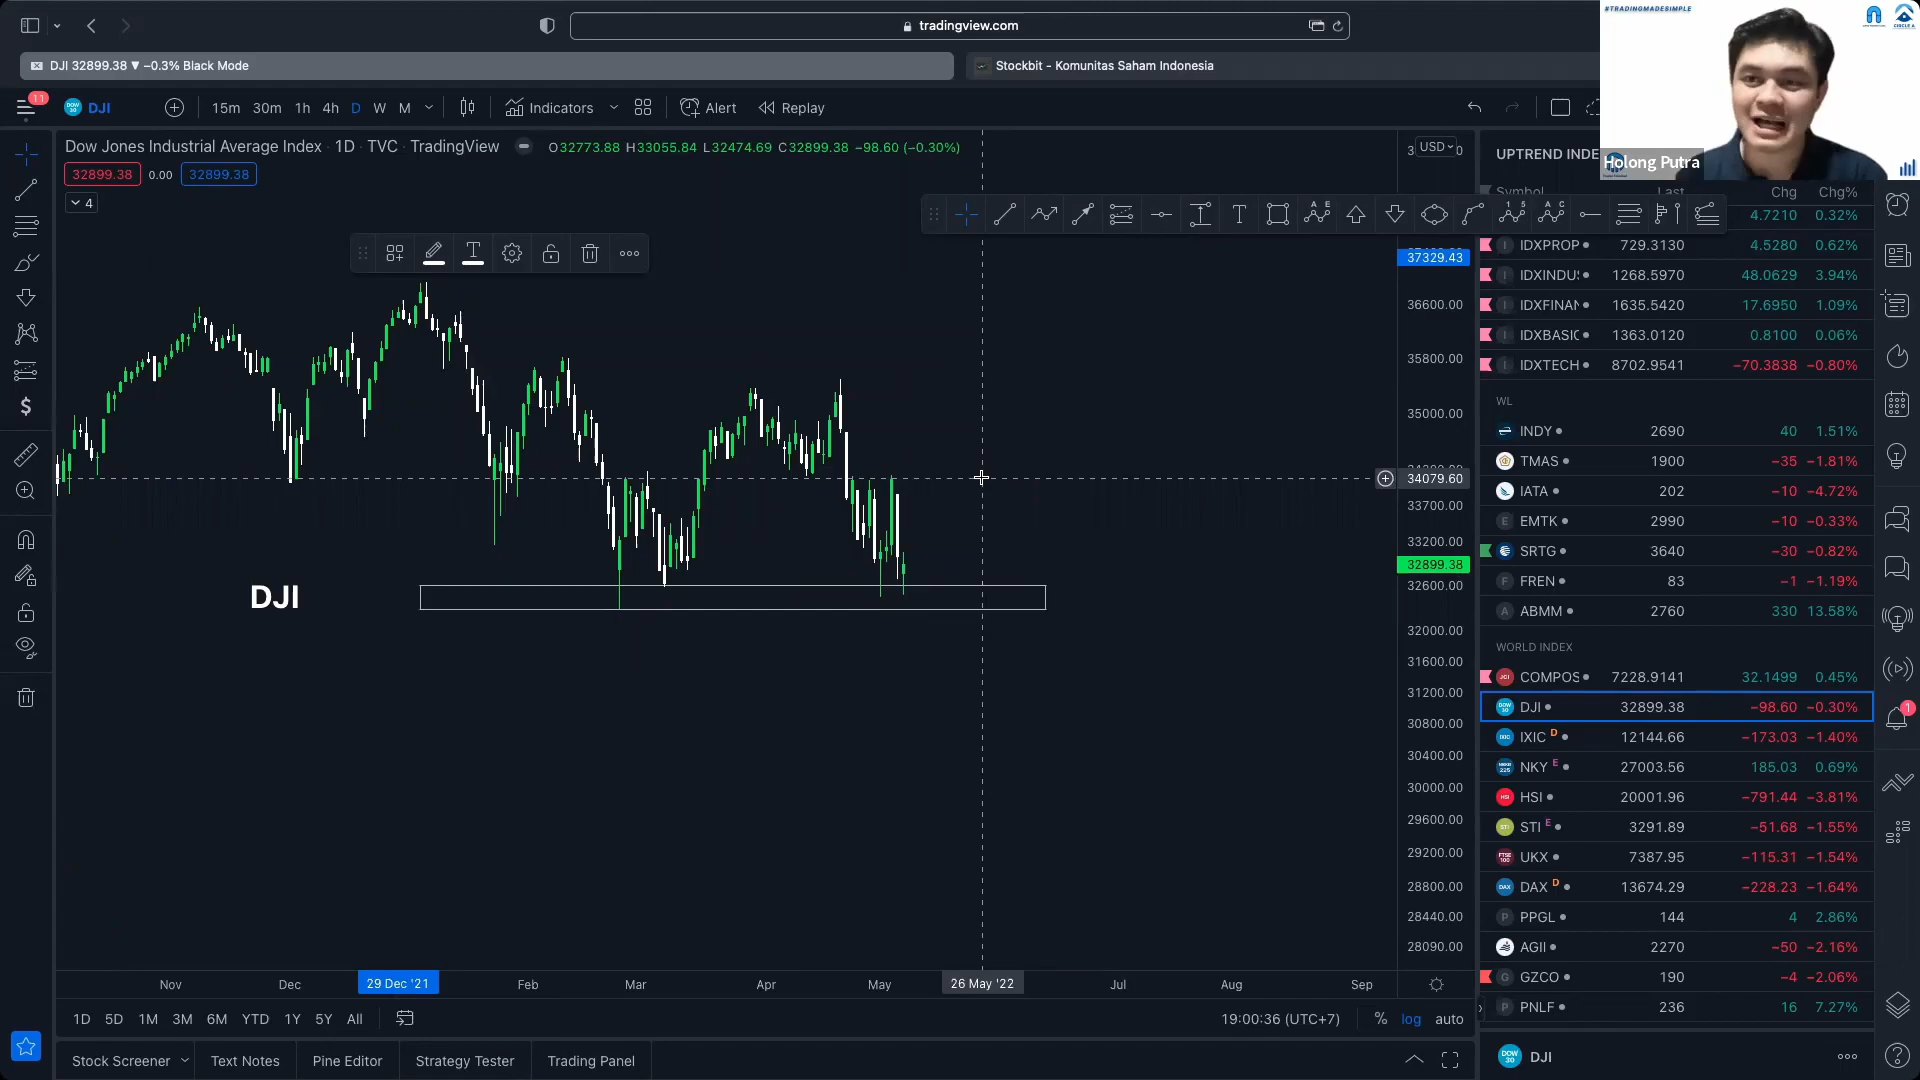 tradingview.com
#TRADINGMADESIMPLE
CIRCLE A
DJI 32899.38 ▼ −0.3% Black Mode
Stockbit - Komunitas Saham Indonesia
11
DJI
15m 30m 1h 4h D W M
Indicators
Alert
Replay
Dow Jones Industrial Average Index · 1D · TVC · TradingView
O32773.88 H33055.84 L32474.69 C32899.38 −98.60 (−0.30%)
32899.38 0.00 32899.38
4
USD
Holong Putra
Symbol Last Chg Chg%
4.7210 0.32%
IDXPROP 729.3130 4.5280 0.62%
37329.43
1268.5970 48.0629 3.94%
36600.00
1635.5420 17.6950 1.09%
1363.0120 0.8100 0.06%
35800.00
IDXTECH 8702.9541 −70.3838 −0.80%
WL
35000.00
INDY 2690 40 1.51%
TMAS 1900 −35 −1.81%
34079.60
IATA 202 −10 −4.72%
33700.00
EMTK 2990 −10 −0.33%
33200.00
SRTG 3640 −30 −0.82%
32899.38
FREN 83 −1 −1.19%
32600.00
DJI
ABMM 2760 330 13.58%
32000.00
WORLD INDEX
31600.00
COMPOS 7228.9141 32.1499 0.45%
31200.00
DJI 32899.38 −98.60 −0.30%
30800.00
IXIC D 12144.66 −173.03 −1.40%
30400.00
NKY E 27003.56 185.03 0.69%
30000.00
HSI 20001.96 −791.44 −3.81%
29600.00
STI E 3291.89 −51.68 −1.55%
29200.00
UKX 7387.95 −115.31 −1.54%
28800.00
DAX D 13674.29 −228.23 −1.64%
28440.00
PPGL 144 4 2.86%
28090.00
AGII 2270 −50 −2.16%
GZCO 190 −4 −2.06%
PNLF 236 16 7.27%
Nov Dec 29 Dec '21 Feb Mar Apr May 26 May '22 Jul Aug Sep
1D 5D 1M 3M 6M YTD 1Y 5Y All
19:00:36 (UTC+7) % log auto
Stock Screener Text Notes Pine Editor Strategy Tester Trading Panel
DJI